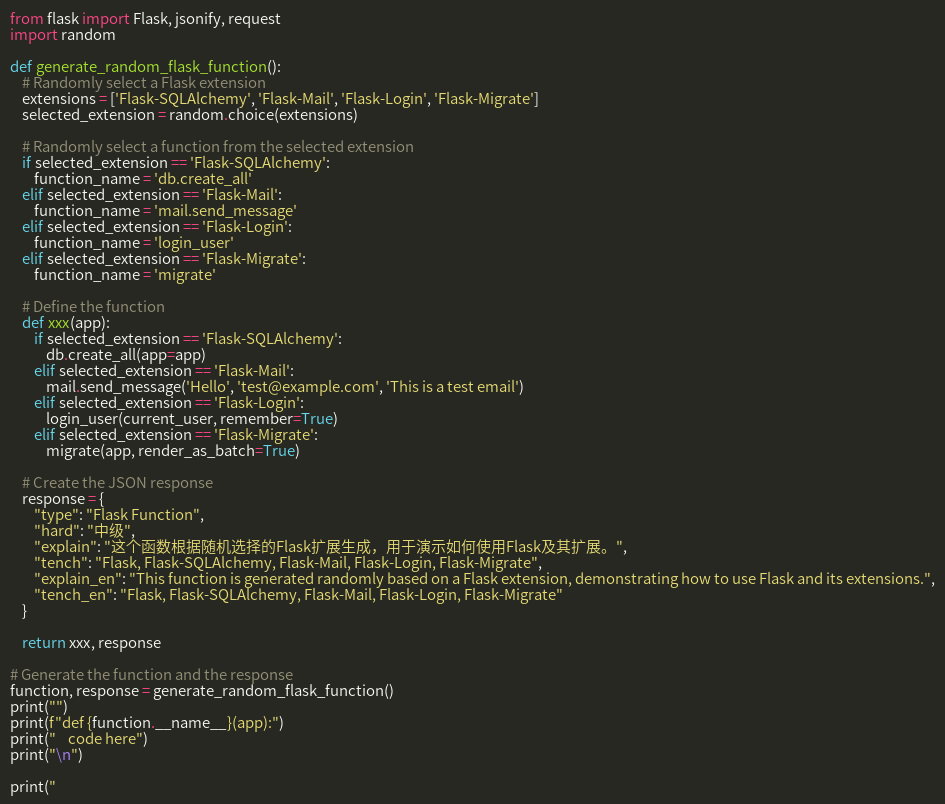 from flask import Flask, jsonify, request
import random

def generate_random_flask_function():
    # Randomly select a Flask extension
    extensions = ['Flask-SQLAlchemy', 'Flask-Mail', 'Flask-Login', 'Flask-Migrate']
    selected_extension = random.choice(extensions)

    # Randomly select a function from the selected extension
    if selected_extension == 'Flask-SQLAlchemy':
        function_name = 'db.create_all'
    elif selected_extension == 'Flask-Mail':
        function_name = 'mail.send_message'
    elif selected_extension == 'Flask-Login':
        function_name = 'login_user'
    elif selected_extension == 'Flask-Migrate':
        function_name = 'migrate'

    # Define the function
    def xxx(app):
        if selected_extension == 'Flask-SQLAlchemy':
            db.create_all(app=app)
        elif selected_extension == 'Flask-Mail':
            mail.send_message('Hello', 'test@example.com', 'This is a test email')
        elif selected_extension == 'Flask-Login':
            login_user(current_user, remember=True)
        elif selected_extension == 'Flask-Migrate':
            migrate(app, render_as_batch=True)

    # Create the JSON response
    response = {
        "type": "Flask Function",
        "hard": "中级",
        "explain": "这个函数根据随机选择的Flask扩展生成，用于演示如何使用Flask及其扩展。",
        "tench": "Flask, Flask-SQLAlchemy, Flask-Mail, Flask-Login, Flask-Migrate",
        "explain_en": "This function is generated randomly based on a Flask extension, demonstrating how to use Flask and its extensions.",
        "tench_en": "Flask, Flask-SQLAlchemy, Flask-Mail, Flask-Login, Flask-Migrate"
    }

    return xxx, response

# Generate the function and the response
function, response = generate_random_flask_function()
print("")
print(f"def {function.__name__}(app):")
print("    code here")
print("\n")

print("